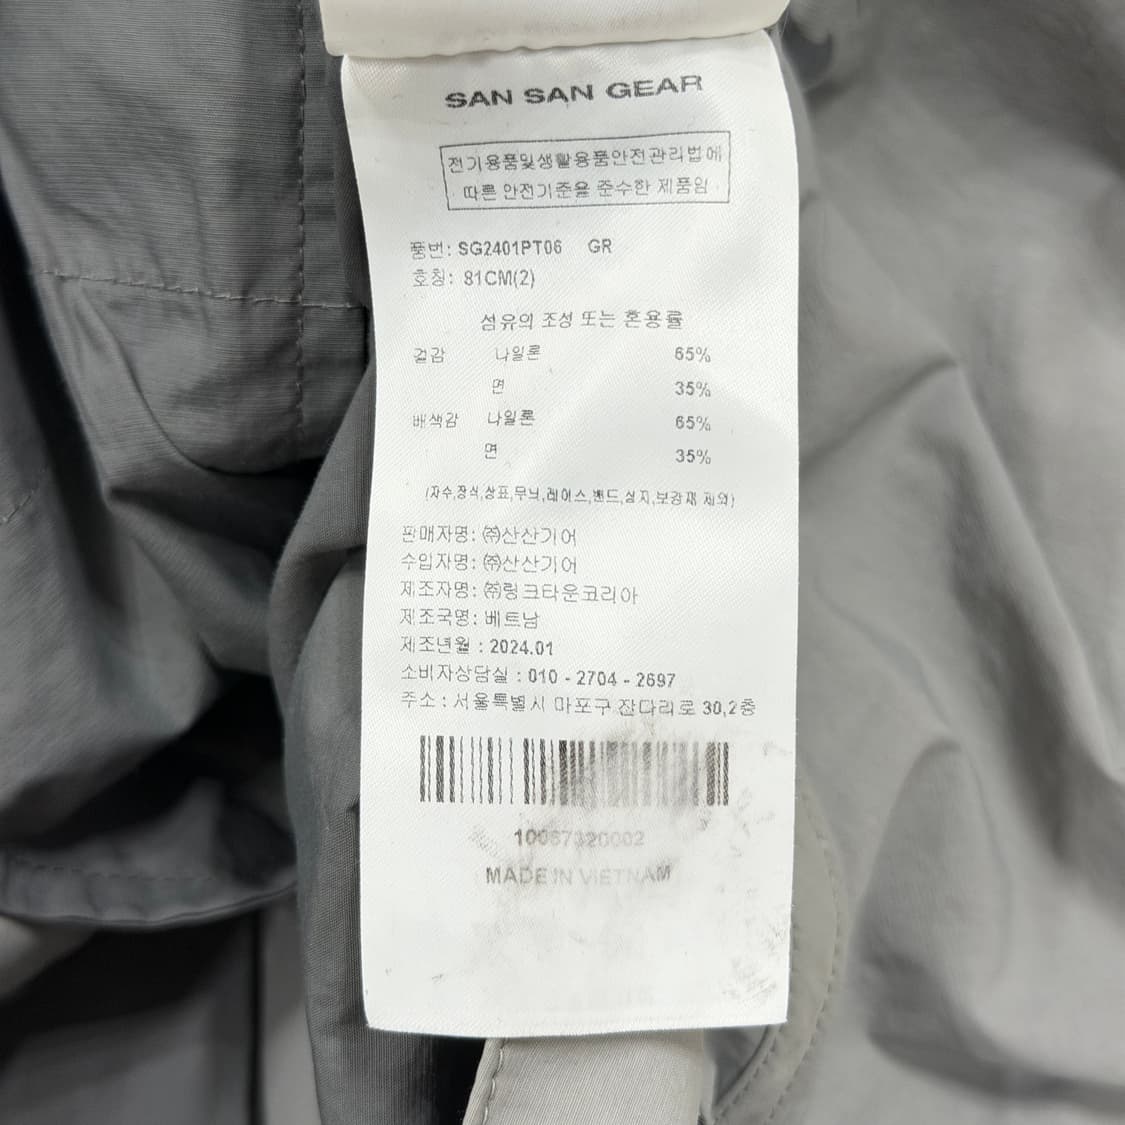 SAN SAN GEAR
전기용품및생활용품안전관리법에
따른 안전기준을 준수한 제품임
품번: SG2401PT06 GR
호칭: 81CM(2)
섬유의 조성 또는 혼용률
겉감 나일론 65%
면 35%
배색감 나일론 65%
면 35%
(자수,장식,상표,무늬,레이스,밴드,심지,보강재 제외)
판매자명: ㈜산산기어
수입자명: ㈜산산기어
제조자명: ㈜링크타운코리아
제조국명: 베트남
제조년월 : 2024.01
소비자상담실 : 010 - 2704 - 2697
주소 : 서울특별시 마포구 잔다리로 30,2층
10067320002
MADE IN VIETNAM